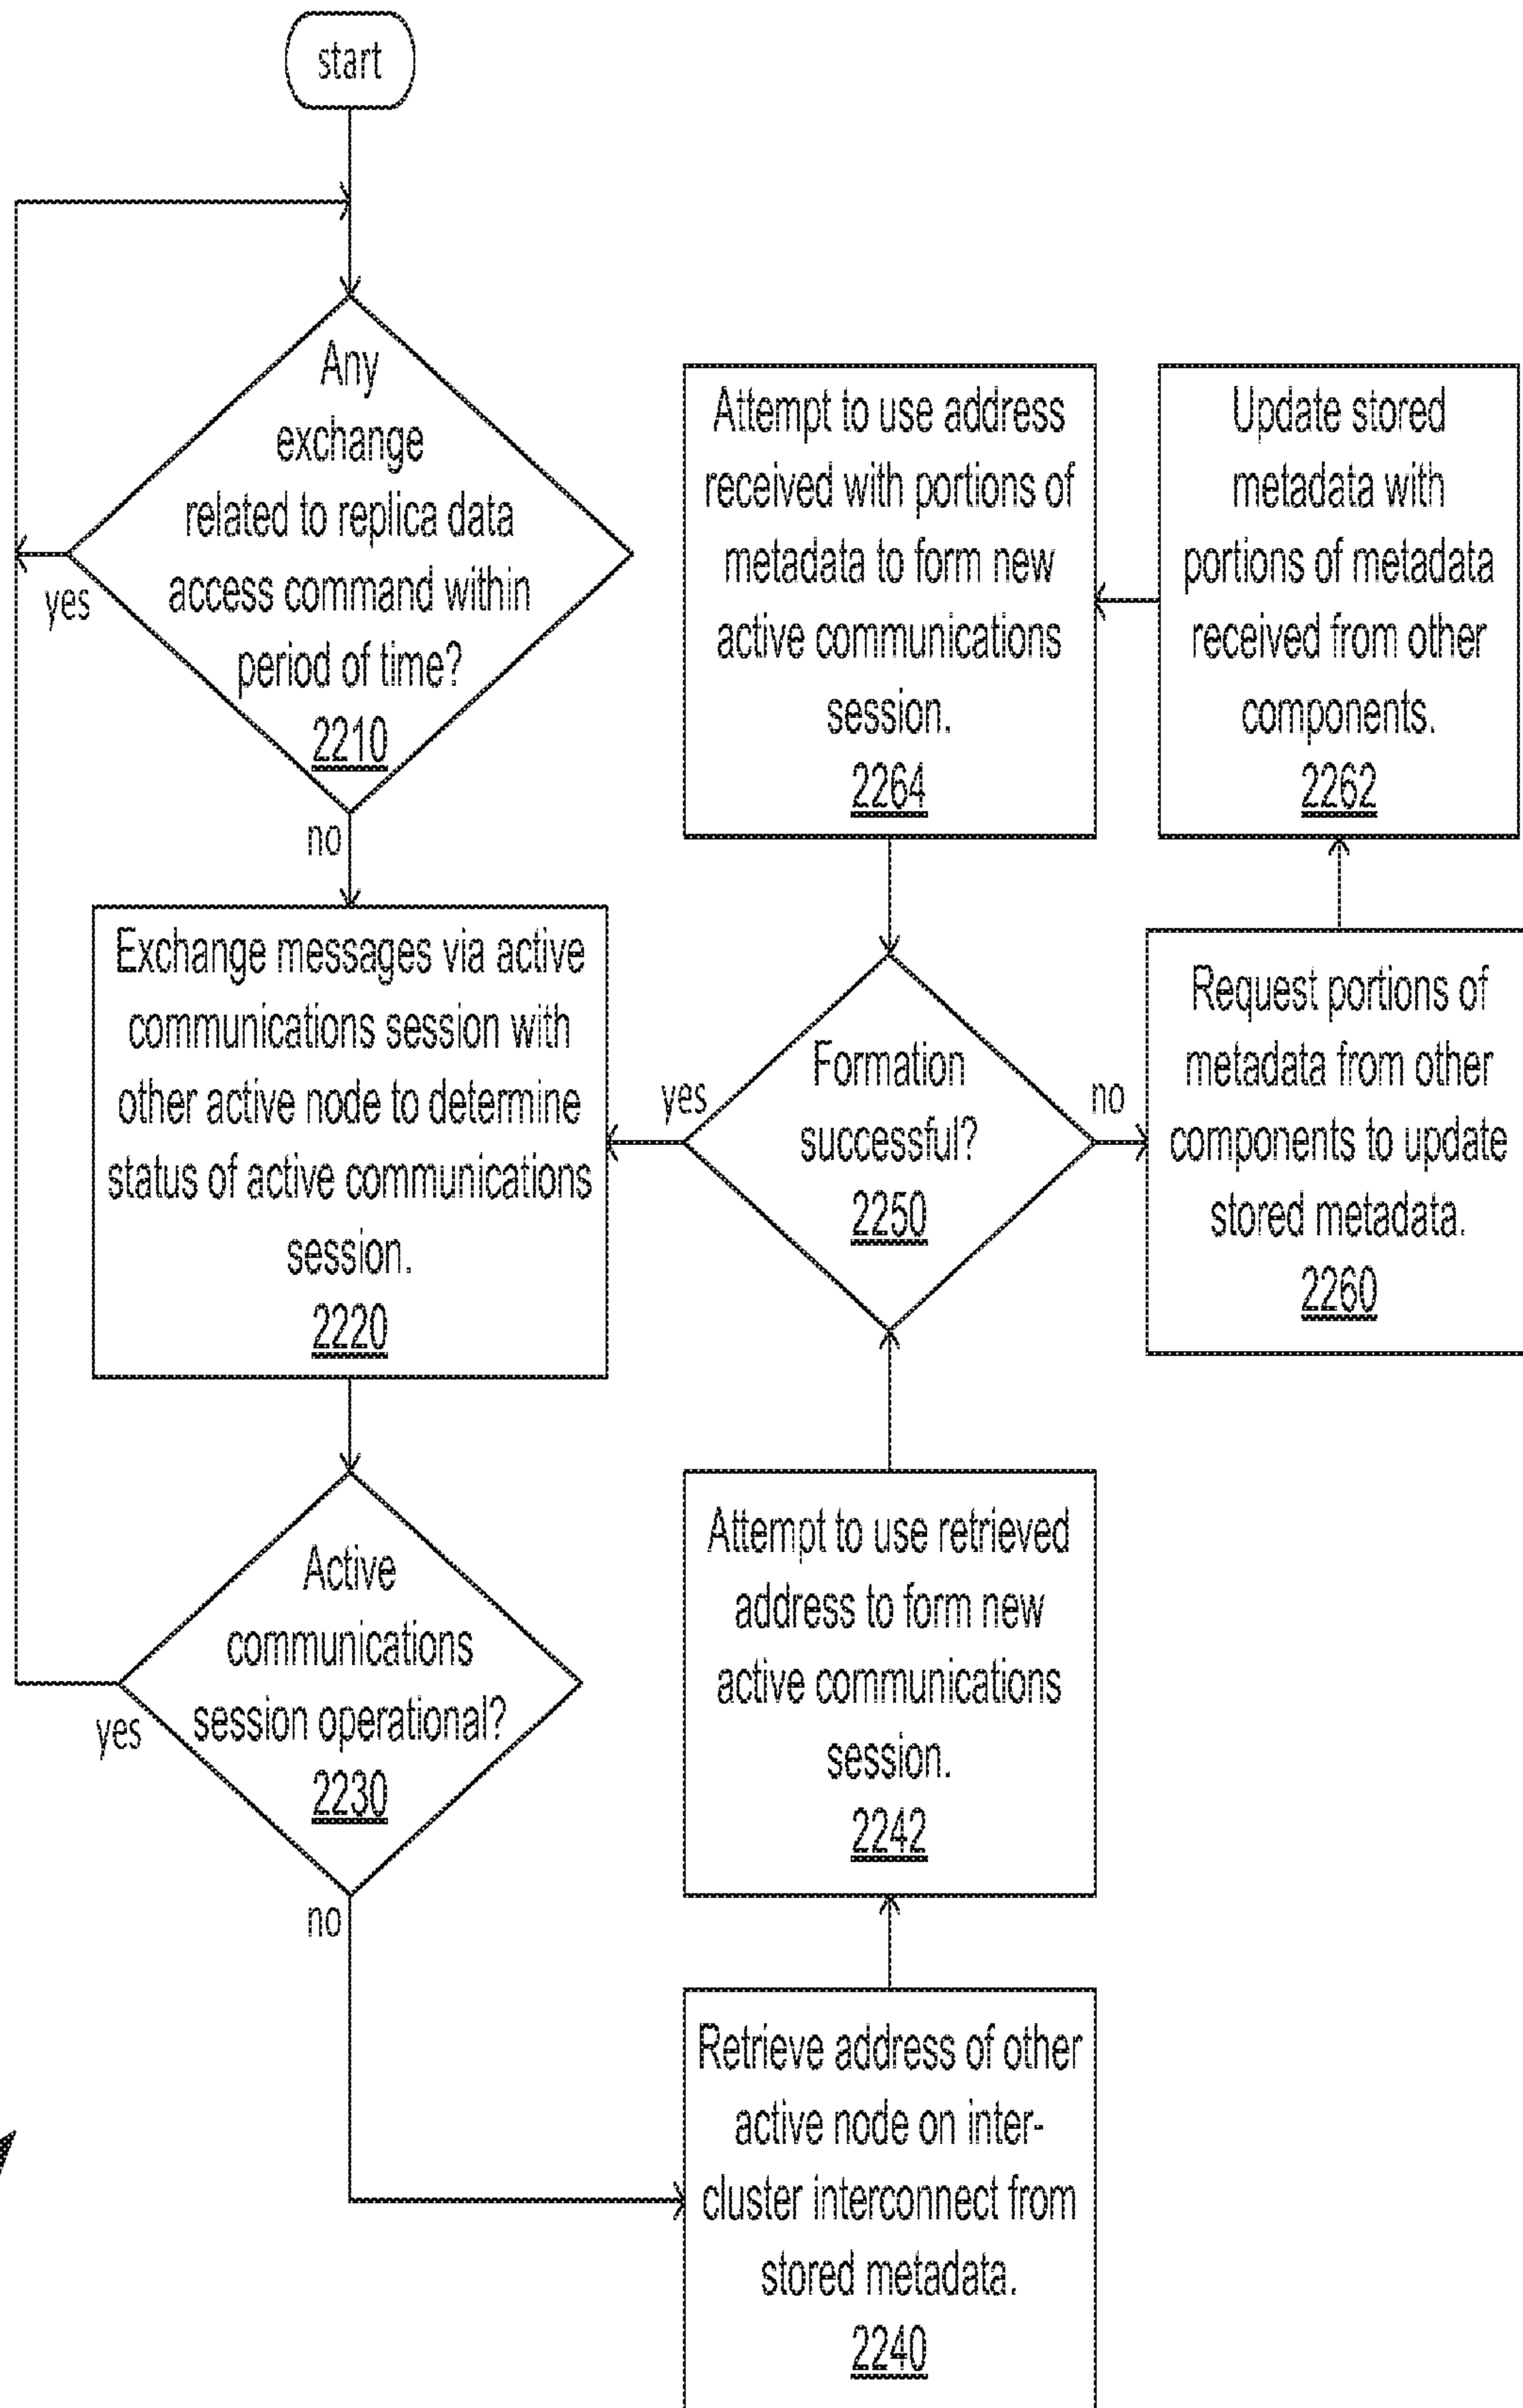 start
Any
exchange
related to replica data
access command within
period of time?
2210
yes
no
Exchange messages via active
communications session with
other active node to determine
status of active communications
session.
2220
Active
communications
session operational?
2230
yes
no
Attempt to use address
received with portions of
metadata to form new
active communications
session.
2264
Update stored
metadata with
portions of metadata
received from other
components.
2262
Formation
successful?
2250
yes
no
Request portions of
metadata from other
components to update
stored metadata.
2260
Attempt to use retrieved
address to form new
active communications
session.
2242
Retrieve address of other
active node on inter-
cluster interconnect from
stored metadata.
2240